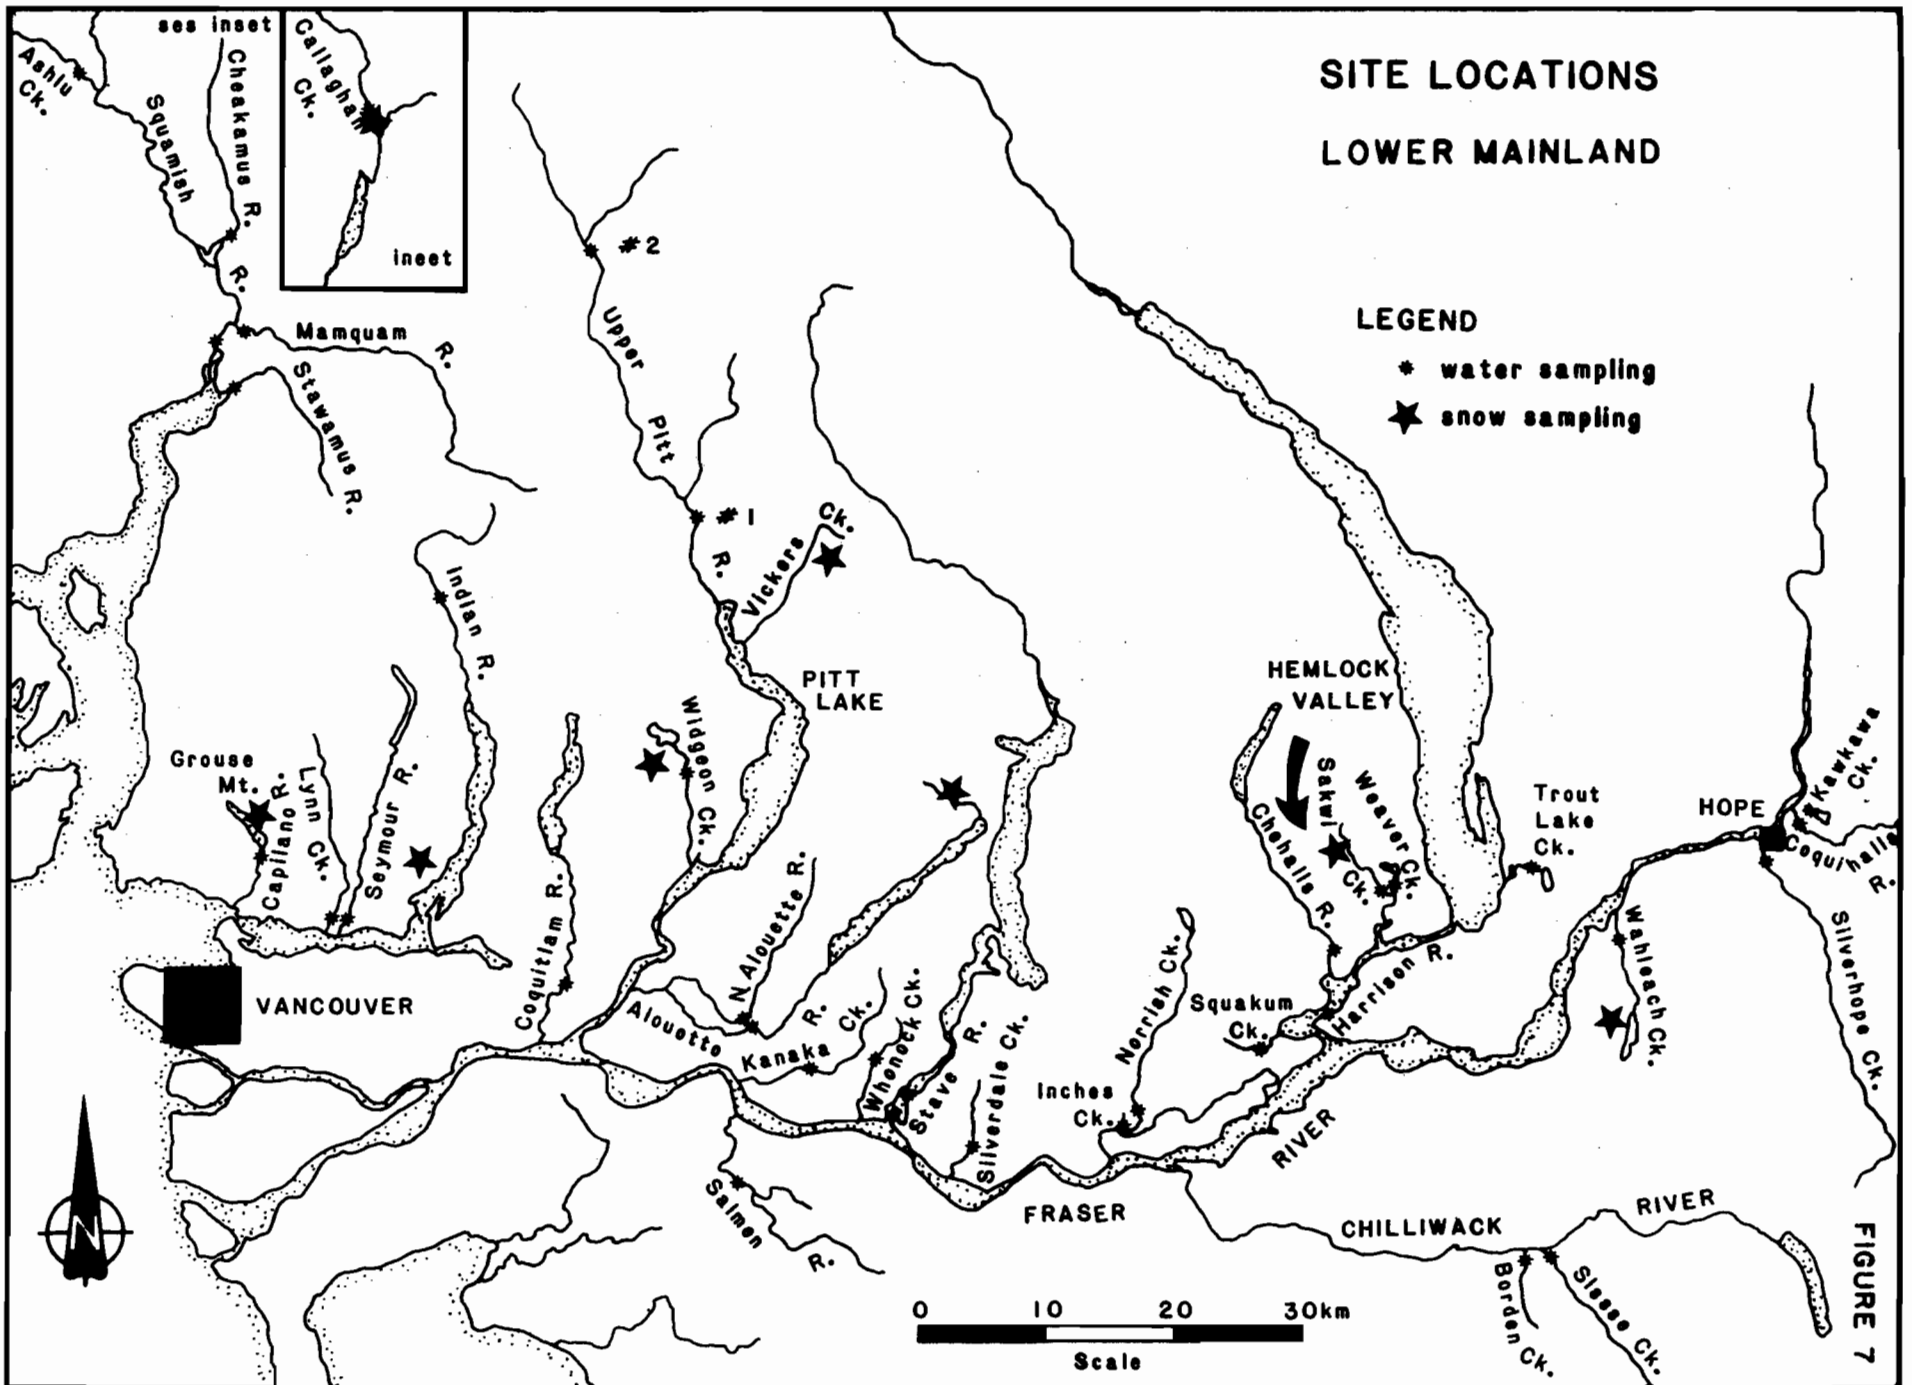 ses inset
Ashlu
Ck.
Squamish
R.
Cheakamus R.
Callaghan
Ck.
ineet
SITE LOCATIONS
LOWER MAINLAND
LEGEND
* water sampling
★ snow sampling
Mamquam R.
Stawamus R.
Upper Pitt R.
* 2
* 1
Vickers Ck.
Indian R.
PITT
LAKE
HEMLOCK
VALLEY
Grouse
Mt.
Capilano R.
Lynn Ck.
Seymour R.
Widgeon Ck.
Coquitlam R.
N Alouette R.
Alouette R.
Kanaka Ck.
Whonock Ck.
Stave R.
Silverdale Ck.
Norrish Ck.
Inches
Ck.
Squakum
Ck.
Chehalis R.
Sakwi Ck.
Weaver Ck.
Harrison R.
Trout
Lake
Ck.
HOPE
Kawkawa
Ck.
Coquihalla
R.
Silverhope Ck.
Wahleach Ck.
VANCOUVER
N
Salmon R.
FRASER RIVER
CHILLIWACK RIVER
Borden Ck.
Slesse Ck.
0 10 20 30km
Scale
FIGURE 7